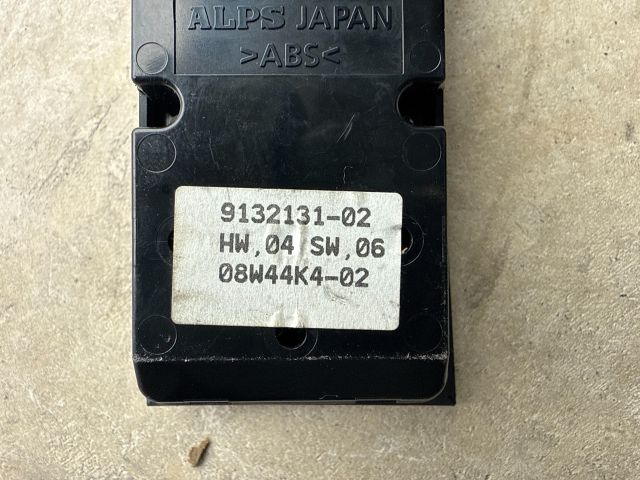 ALPS JAPAN
>ABS<
9132131-02
HW,04 SW,06
08W44K4-02